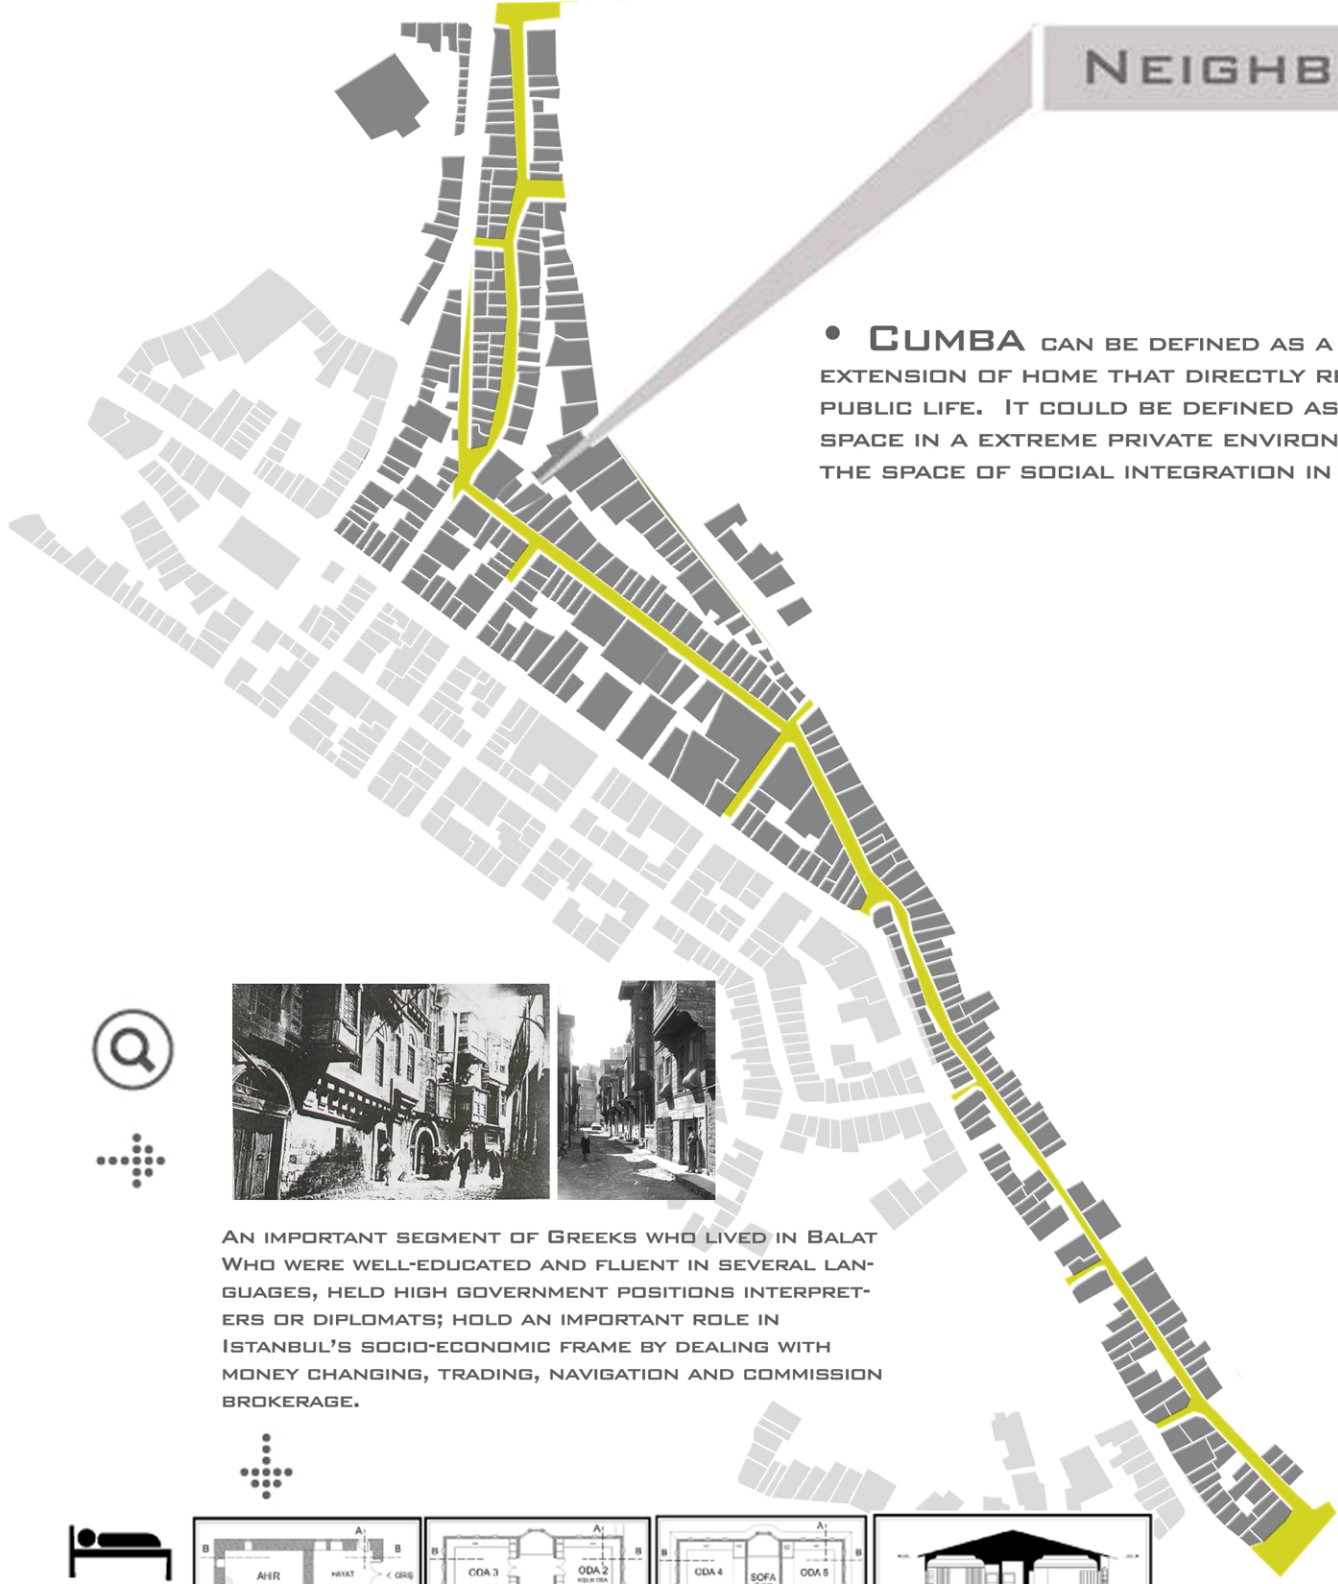 NEIGHB
• CUMBA CAN BE DEFINED AS A
EXTENSION OF HOME THAT DIRECTLY RE
PUBLIC LIFE. IT COULD BE DEFINED AS
SPACE IN A EXTREME PRIVATE ENVIRON
THE SPACE OF SOCIAL INTEGRATION IN
AN IMPORTANT SEGMENT OF GREEKS WHO LIVED IN BALAT
WHO WERE WELL-EDUCATED AND FLUENT IN SEVERAL LAN-
GUAGES, HELD HIGH GOVERNMENT POSITIONS INTERPRET-
ERS OR DIPLOMATS; HOLD AN IMPORTANT ROLE IN
ISTANBUL'S SOCIO-ECONOMIC FRAME BY DEALING WITH
MONEY CHANGING, TRADING, NAVIGATION AND COMMISSION
BROKERAGE.
A A A
B B B B B B
AHIR HAYAT GİRİŞ ODA 3 ODA 2 ODA 4 SOFA ODA 5